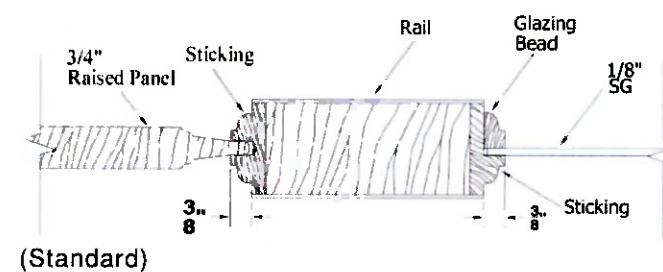 Rail
Glazing
Bead
3/4"
Raised Panel
Sticking
1/8"
SG
3"
8
3"
8
Sticking
(Standard)